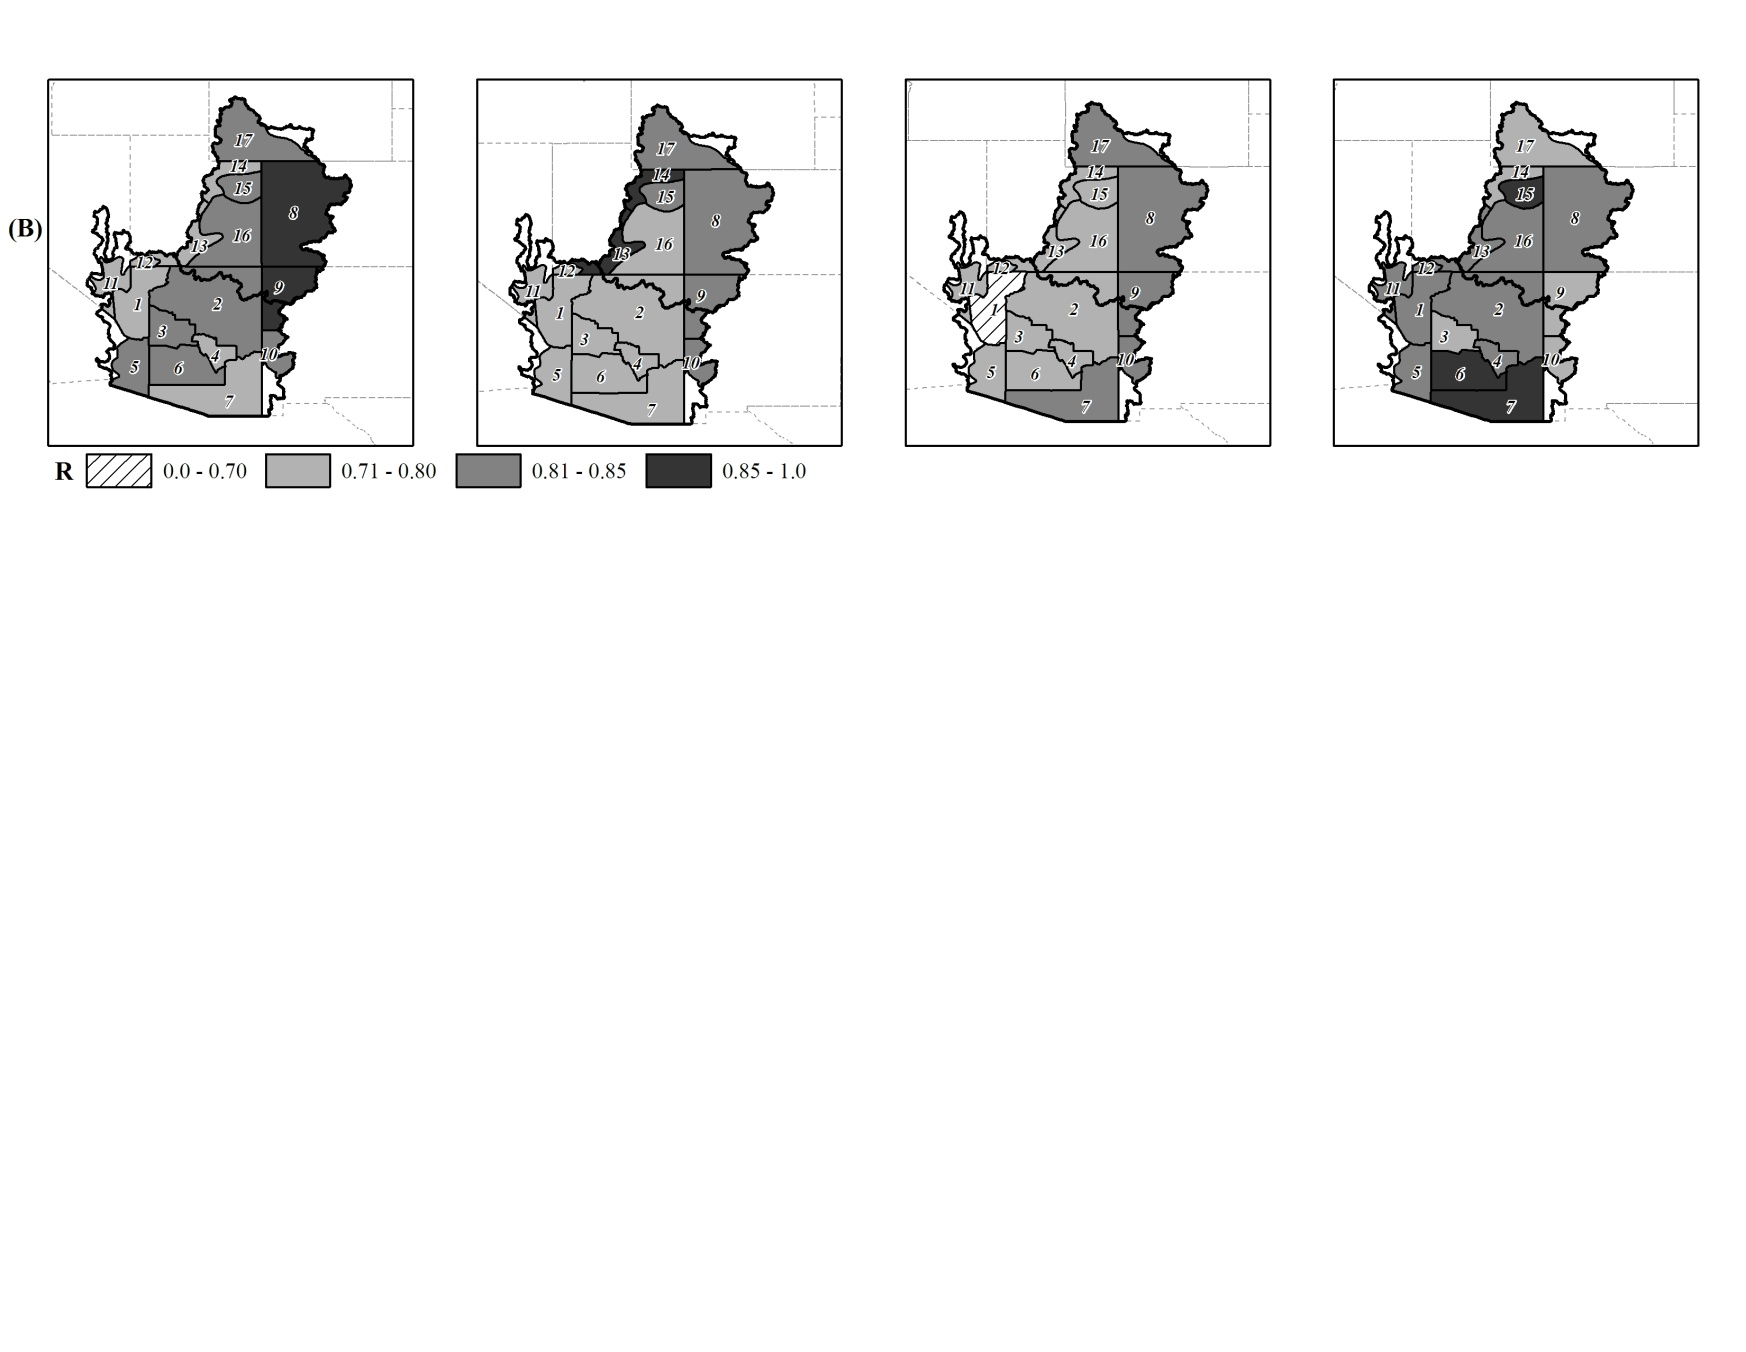 17 17 17 17
14 14 14 14
15 15 15 15
8 8 8 8
(B)
16 16 16 16
13 13 13 13
12 12 12 12
11 11 11 11
9 9 9 9
1 2 1 2 1 2 1 2
3 3 3 3
4 10 4 10 4 10 4 10
5 6 5 6 5 6 5 6
7 7 7 7
R 0.0 - 0.70 0.71 - 0.80 0.81 - 0.85 0.85 - 1.0